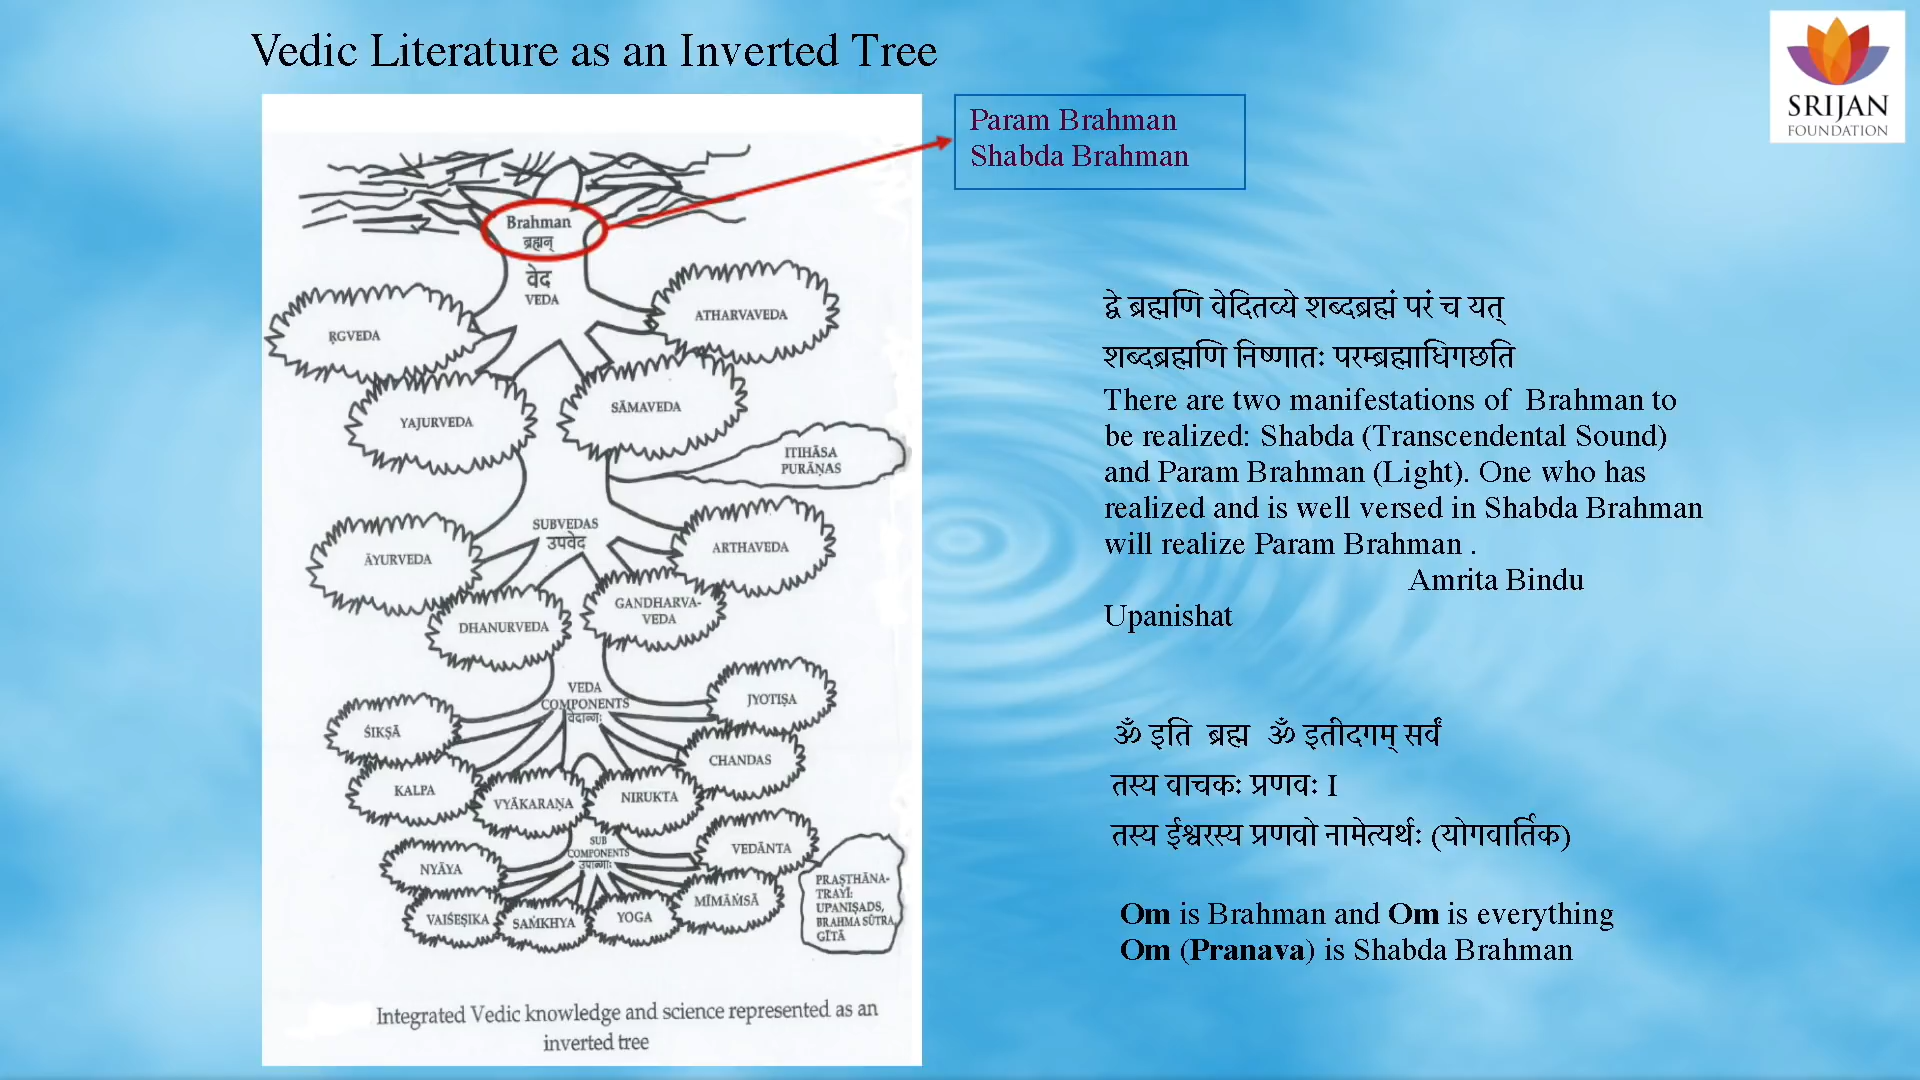 Vedic Literature as an Inverted Tree
SRIJAN
FOUNDATION
Param Brahman
Shabda Brahman
Brahman
ब्रह्मन्
वेद
VEDA
ṚGVEDA
ATHARVAVEDA
YAJURVEDA
SĀMAVEDA
ITIHĀSA
PURĀṆAS
SUBVEDAS
उपवेद
ĀYURVEDA
ARTHAVEDA
DHANURVEDA
GANDHARVA-
VEDA
VEDA
COMPONENTS
वेदाङ्गः
JYOTIṢA
ŚIKṢĀ
CHANDAS
KALPA
VYĀKARAṆA
NIRUKTA
SUB
COMPONENTS
VEDĀNTA
NYĀYA
VAIŚEṢIKA
SAṀKHYA
YOGA
MĪMĀṀSĀ
PRAṢTHĀNA-
TRAYĪ:
UPANIṢADS,
BRAHMA SŪTRA,
GĪTĀ
Integrated Vedic knowledge and science represented as an
inverted tree
द्वे ब्रह्मणि वेदितव्ये शब्दब्रह्मं परं च यत्
शब्दब्रह्मणि निष्णातः परम्ब्रह्माधिगछति
There are two manifestations of Brahman to
be realized: Shabda (Transcendental Sound)
and Param Brahman (Light). One who has
realized and is well versed in Shabda Brahman
will realize Param Brahman .
Amrita Bindu
Upanishat
ॐ इति ब्रह्म ॐ इतीदगम् सर्वं
तस्य वाचकः प्रणवः I
तस्य ईश्वरस्य प्रणवो नामेत्यर्थः (योगवार्तिक)
Om is Brahman and Om is everything
Om (Pranava) is Shabda Brahman